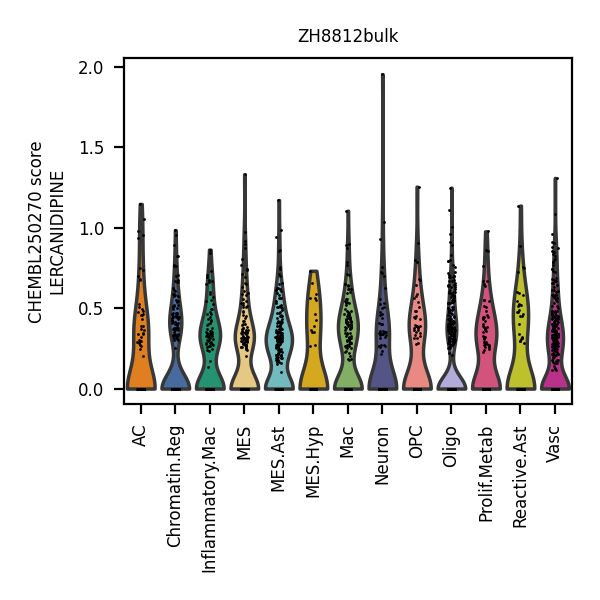 ZH8812bulk
CHEMBL250270 score
LERCANIDIPINE
2.0
1.5
1.0
0.5
0.0
AC
Chromatin.Reg
Inflammatory.Mac
MES
MES.Ast
MES.Hyp
Mac
Neuron
OPC
Oligo
Prolif.Metab
Reactive.Ast
Vasc